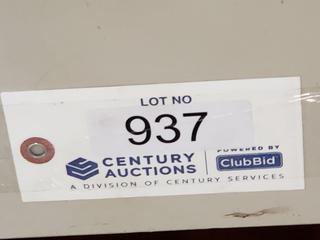 LOT NO
937
CENTURY AUCTIONS
POWERED BY
ClubBid
A DIVISION OF CENTURY SERVICES